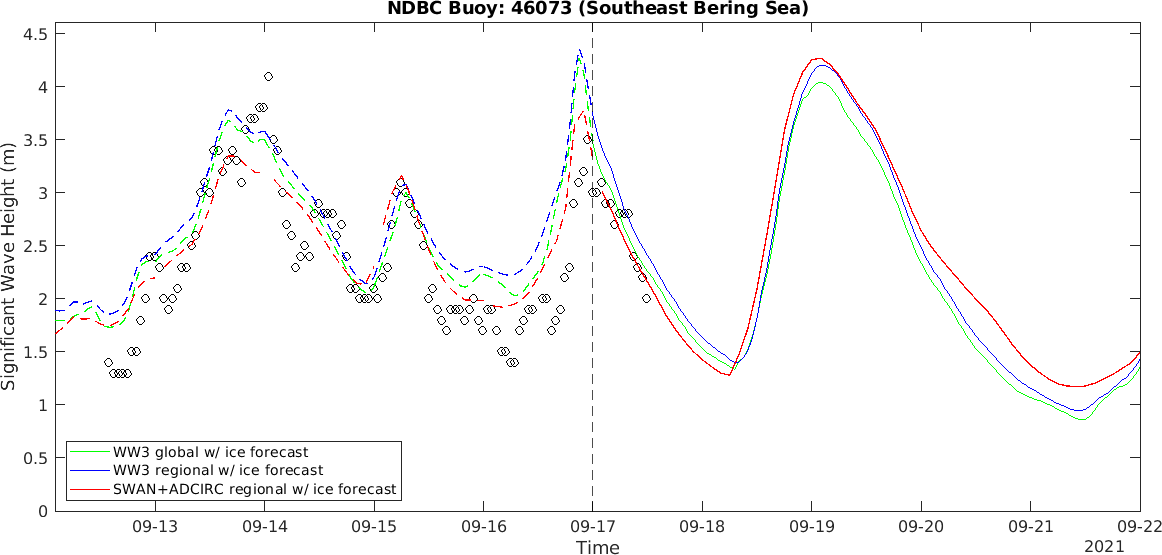 NDBC Buoy: 46073 (Southeast Bering Sea)
Significant Wave Height (m)
4.5
4
3.5
3
2.5
2
1.5
1
0.5
0
WW3 global w/ ice forecast
WW3 regional w/ ice forecast
SWAN+ADCIRC regional w/ ice forecast
09-13 09-14 09-15 09-16 09-17 09-18 09-19 09-20 09-21 09-22
Time
2021